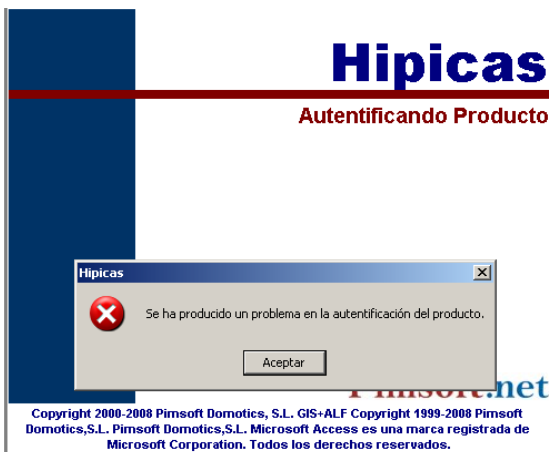 Hipicas
Autentificando Producto
Hipicas
Se ha producido un problema en la autentificación del producto.
Aceptar
Pimsoft.net
Copyright 2000-2008 Pimsoft Domotics, S.L. GIS+ALF Copyright 1999-2008 Pimsoft
Domotics,S.L. Pimsoft Domotics,S.L. Microsoft Access es una marca registrada de
Microsoft Corporation. Todos los derechos reservados.